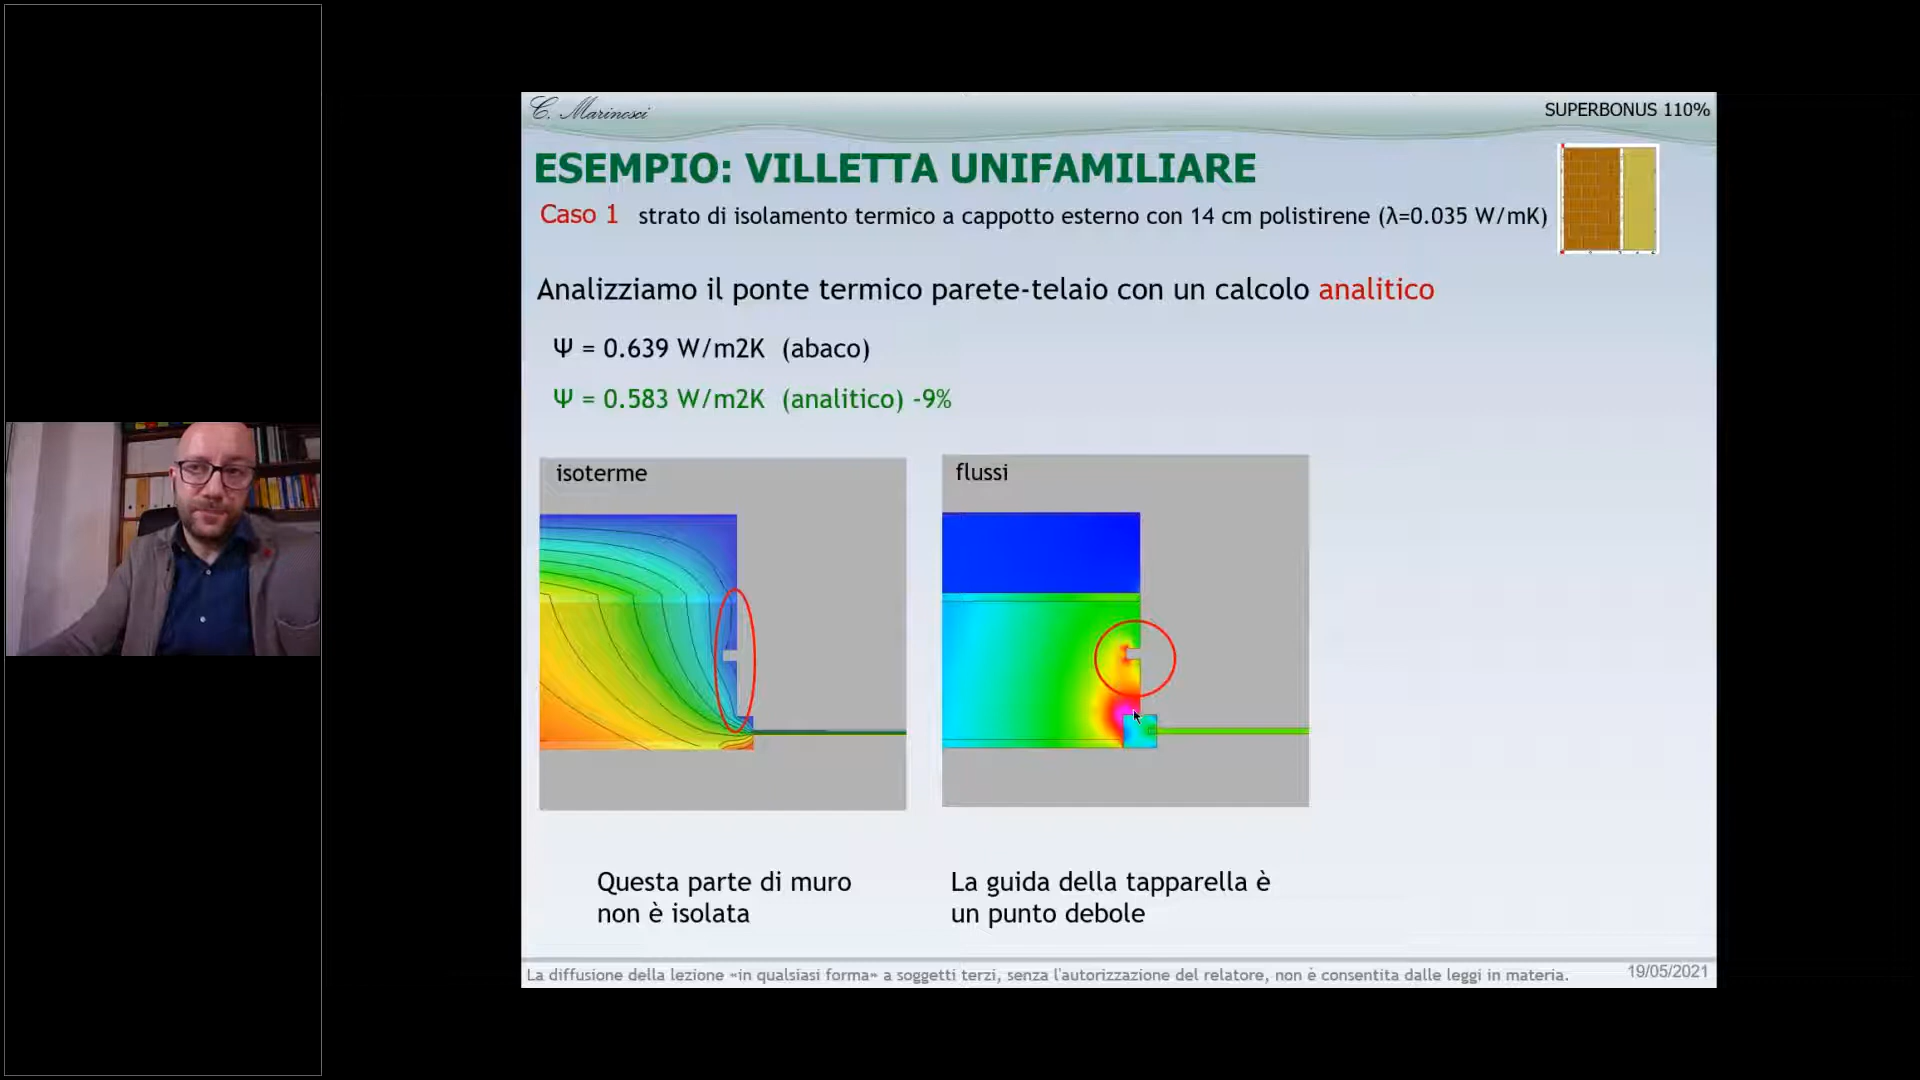 C. Marinosci
SUPERBONUS 110%
ESEMPIO: VILLETTA UNIFAMILIARE
Caso 1 strato di isolamento termico a cappotto esterno con 14 cm polistirene (λ=0.035 W/mK)
Analizziamo il ponte termico parete-telaio con un calcolo analitico
Ψ = 0.639 W/m2K (abaco)
Ψ = 0.583 W/m2K (analitico) -9%
isoterme
flussi
Questa parte di muro
non è isolata
La guida della tapparella è
un punto debole
La diffusione della lezione «in qualsiasi forma» a soggetti terzi, senza l'autorizzazione del relatore, non è consentita dalle leggi in materia.
19/05/2021